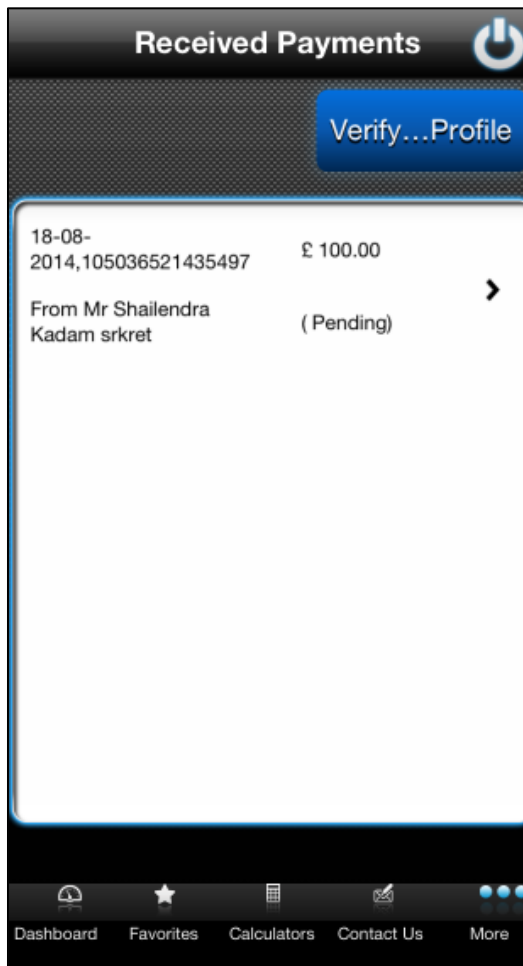 Received Payments
Verify...Profile
18-08-
2014,105036521435497
£ 100.00
From Mr Shailendra
Kadam srkret
( Pending)
Dashboard
Favorites
Calculators
Contact Us
More